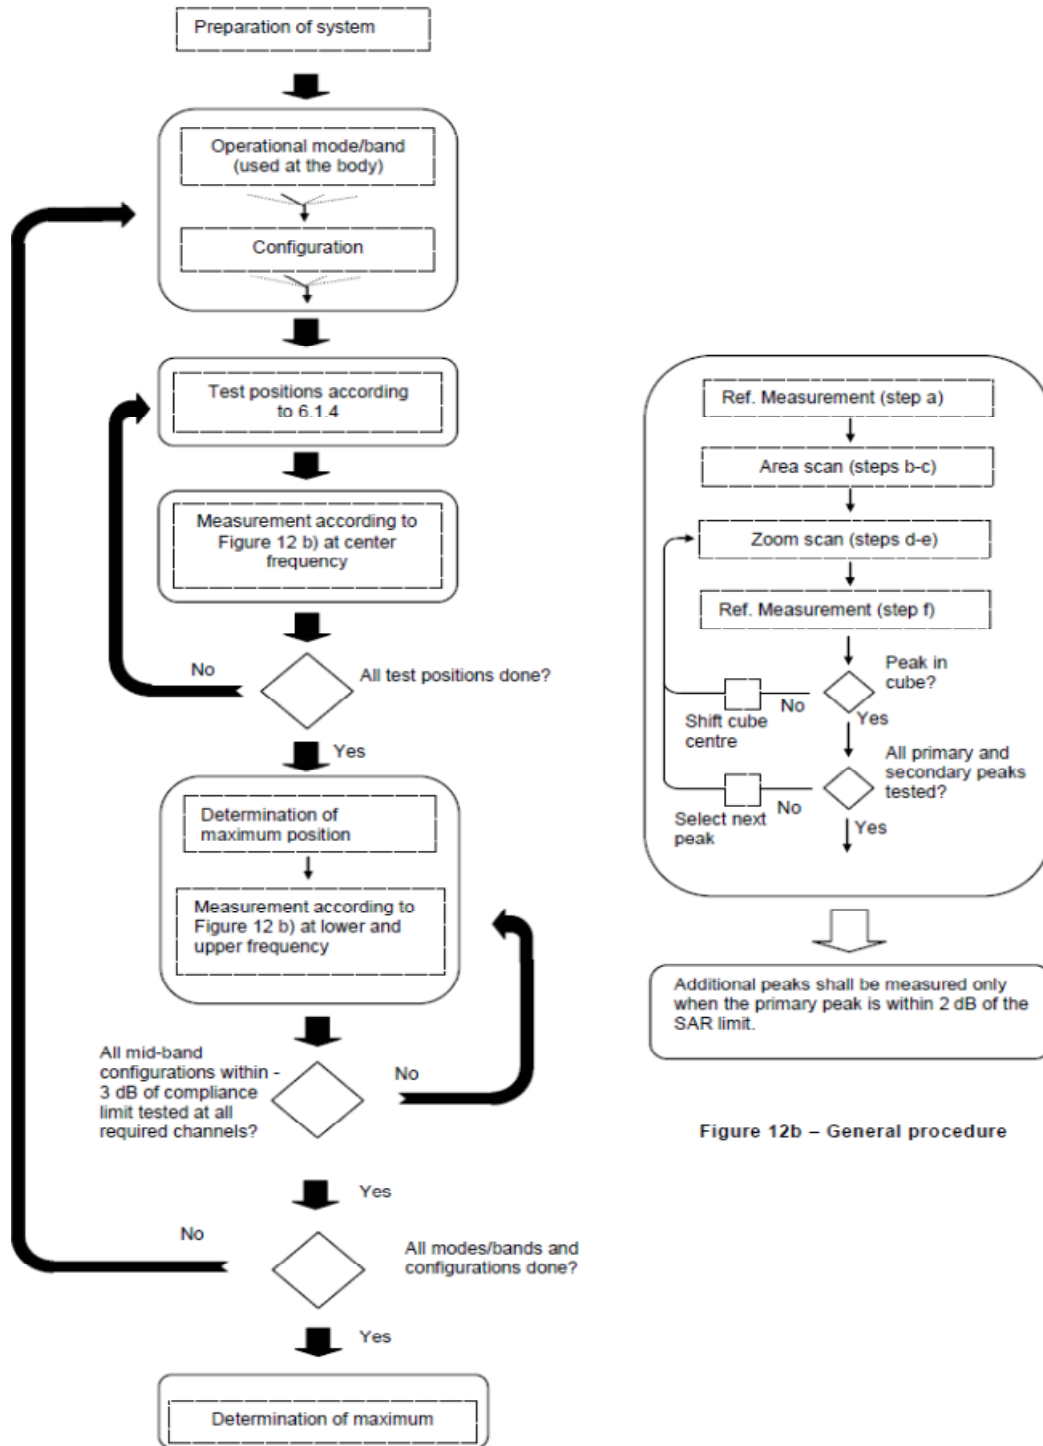 Preparation of system
Operational mode/band
(used at the body)
Configuration
Test positions according
to 6.1.4
Measurement according to
Figure 12 b) at center
frequency
No
All test positions done?
Yes
Determination of
maximum position
Measurement according to
Figure 12 b) at lower and
upper frequency
All mid-band
configurations within -
3 dB of compliance
limit tested at all
required channels?
No
Yes
No
All modes/bands and
configurations done?
Yes
Determination of maximum
Ref. Measurement (step a)
Area scan (steps b-c)
Zoom scan (steps d-e)
Ref. Measurement (step f)
Peak in
cube?
No
Shift cube
centre
Yes
All primary and
secondary peaks
tested?
No
Select next
peak
Yes
Additional peaks shall be measured only
when the primary peak is within 2 dB of the
SAR limit.
Figure 12b – General procedure